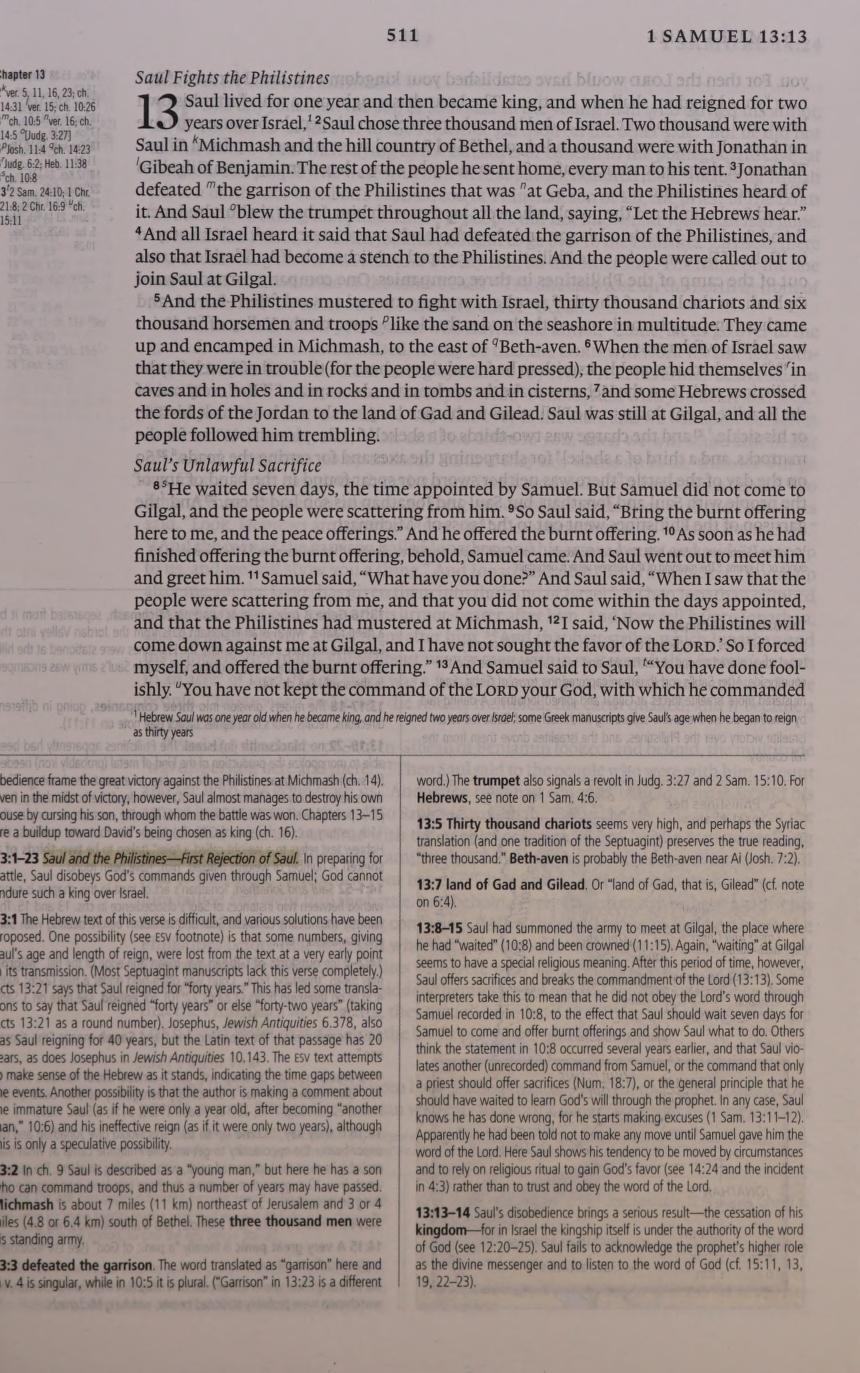 511
1 SAMUEL 13:13
hapter 13
kver. 5, 11, 16, 23; ch.
14:31 lver. 15; ch. 10:26
mch. 10:5 nver. 16; ch.
14:5 o[Judg. 3:27]
pJosh. 11:4 qch. 14:23
rJudg. 6:2; Heb. 11:38
sch. 10:8
3 t2 Sam. 24:10; 1 Chr.
21:8; 2 Chr. 16:9 uch.
15:11
Saul Fights the Philistines
13 Saul lived for one year and then became king, and when he had reigned for two
years over Israel,1 2Saul chose three thousand men of Israel. Two thousand were with
Saul in kMichmash and the hill country of Bethel, and a thousand were with Jonathan in
lGibeah of Benjamin. The rest of the people he sent home, every man to his tent. 3Jonathan
defeated mthe garrison of the Philistines that was nat Geba, and the Philistines heard of
it. And Saul oblew the trumpet throughout all the land, saying, “Let the Hebrews hear.”
4And all Israel heard it said that Saul had defeated the garrison of the Philistines, and
also that Israel had become a stench to the Philistines. And the people were called out to
join Saul at Gilgal.
5And the Philistines mustered to fight with Israel, thirty thousand chariots and six
thousand horsemen and troops plike the sand on the seashore in multitude. They came
up and encamped in Michmash, to the east of qBeth-aven. 6When the men of Israel saw
that they were in trouble (for the people were hard pressed), the people hid themselves rin
caves and in holes and in rocks and in tombs and in cisterns, 7and some Hebrews crossed
the fords of the Jordan to the land of Gad and Gilead. Saul was still at Gilgal, and all the
people followed him trembling.
Saul’s Unlawful Sacrifice
8sHe waited seven days, the time appointed by Samuel. But Samuel did not come to
Gilgal, and the people were scattering from him. 9So Saul said, “Bring the burnt offering
here to me, and the peace offerings.” And he offered the burnt offering. 10As soon as he had
finished offering the burnt offering, behold, Samuel came. And Saul went out to meet him
and greet him. 11Samuel said, “What have you done?” And Saul said, “When I saw that the
people were scattering from me, and that you did not come within the days appointed,
and that the Philistines had mustered at Michmash, 12I said, ‘Now the Philistines will
come down against me at Gilgal, and I have not sought the favor of the LORD.’ So I forced
myself, and offered the burnt offering.” 13And Samuel said to Saul, t“You have done fool-
ishly. uYou have not kept the command of the LORD your God, with which he commanded
1 Hebrew Saul was one year old when he became king, and he reigned two years over Israel; some Greek manuscripts give Saul’s age when he began to reign
as thirty years
bedience frame the great victory against the Philistines at Michmash (ch. 14).
ven in the midst of victory, however, Saul almost manages to destroy his own
ouse by cursing his son, through whom the battle was won. Chapters 13–15
re a buildup toward David’s being chosen as king (ch. 16).
3:1–23 Saul and the Philistines—First Rejection of Saul. In preparing for
attle, Saul disobeys God’s commands given through Samuel; God cannot
ndure such a king over Israel.
3:1 The Hebrew text of this verse is difficult, and various solutions have been
roposed. One possibility (see ESV footnote) is that some numbers, giving
aul’s age and length of reign, were lost from the text at a very early point
its transmission. (Most Septuagint manuscripts lack this verse completely.)
cts 13:21 says that Saul reigned for “forty years.” This has led some transla-
ons to say that Saul reigned “forty years” or else “forty-two years” (taking
cts 13:21 as a round number). Josephus, Jewish Antiquities 6.378, also
as Saul reigning for 40 years, but the Latin text of that passage has 20
ears, as does Josephus in Jewish Antiquities 10.143. The ESV text attempts
make sense of the Hebrew as it stands, indicating the time gaps between
e events. Another possibility is that the author is making a comment about
e immature Saul (as if he were only a year old, after becoming “another
an,” 10:6) and his ineffective reign (as if it were only two years), although
is is only a speculative possibility.
3:2 In ch. 9 Saul is described as a “young man,” but here he has a son
ho can command troops, and thus a number of years may have passed.
lichmash is about 7 miles (11 km) northeast of Jerusalem and 3 or 4
iles (4.8 or 6.4 km) south of Bethel. These three thousand men were
s standing army.
3:3 defeated the garrison. The word translated as “garrison” here and
v. 4 is singular, while in 10:5 it is plural. (“Garrison” in 13:23 is a different
word.) The trumpet also signals a revolt in Judg. 3:27 and 2 Sam. 15:10. For
Hebrews, see note on 1 Sam. 4:6.
13:5 Thirty thousand chariots seems very high, and perhaps the Syriac
translation (and one tradition of the Septuagint) preserves the true reading,
“three thousand.” Beth-aven is probably the Beth-aven near Ai (Josh. 7:2).
13:7 land of Gad and Gilead. Or “land of Gad, that is, Gilead” (cf. note
on 6:4).
13:8–15 Saul had summoned the army to meet at Gilgal, the place where
he had “waited” (10:8) and been crowned (11:15). Again, “waiting” at Gilgal
seems to have a special religious meaning. After this period of time, however,
Saul offers sacrifices and breaks the commandment of the Lord (13:13). Some
interpreters take this to mean that he did not obey the Lord’s word through
Samuel recorded in 10:8, to the effect that Saul should wait seven days for
Samuel to come and offer burnt offerings and show Saul what to do. Others
think the statement in 10:8 occurred several years earlier, and that Saul vio-
lates another (unrecorded) command from Samuel, or the command that only
a priest should offer sacrifices (Num. 18:7), or the general principle that he
should have waited to learn God’s will through the prophet. In any case, Saul
knows he has done wrong, for he starts making excuses (1 Sam. 13:11–12).
Apparently he had been told not to make any move until Samuel gave him the
word of the Lord. Here Saul shows his tendency to be moved by circumstances
and to rely on religious ritual to gain God’s favor (see 14:24 and the incident
in 4:3) rather than to trust and obey the word of the Lord.
13:13–14 Saul’s disobedience brings a serious result—the cessation of his
kingdom—for in Israel the kingship itself is under the authority of the word
of God (see 12:20–25). Saul fails to acknowledge the prophet’s higher role
as the divine messenger and to listen to the word of God (cf. 15:11, 13,
19, 22–23).